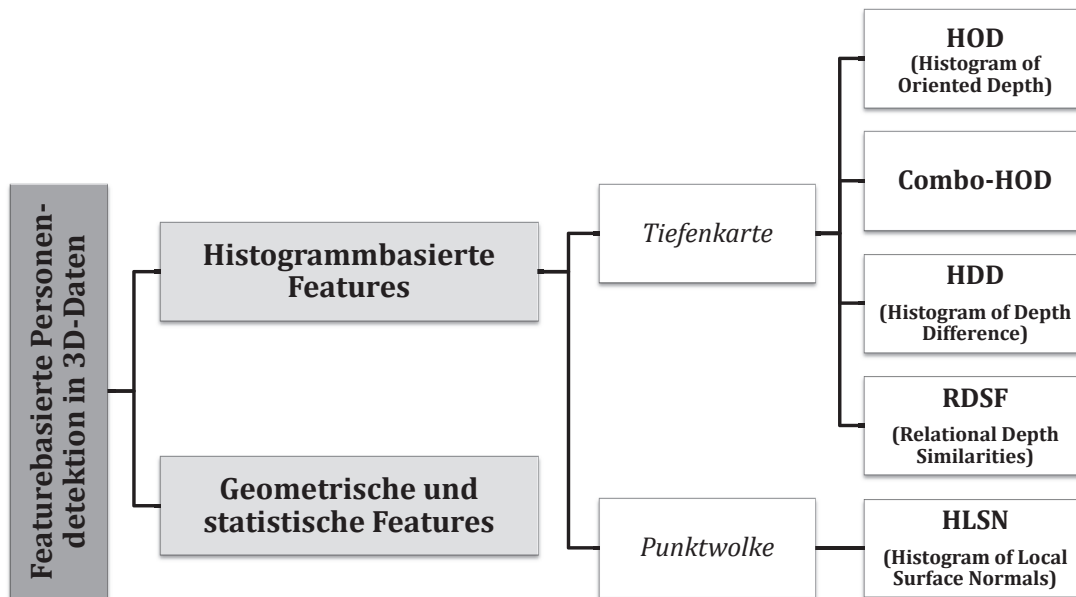 Featurebasierte Personen-
detektion in 3D-Daten
Histogrammbasierte
Features
Geometrische und
statistische Features
Tiefenkarte
Punktwolke
HOD
(Histogram of
Oriented Depth)
Combo-HOD
HDD
(Histogram of Depth
Difference)
RDSF
(Relational Depth
Similarities)
HLSN
(Histogram of Local
Surface Normals)